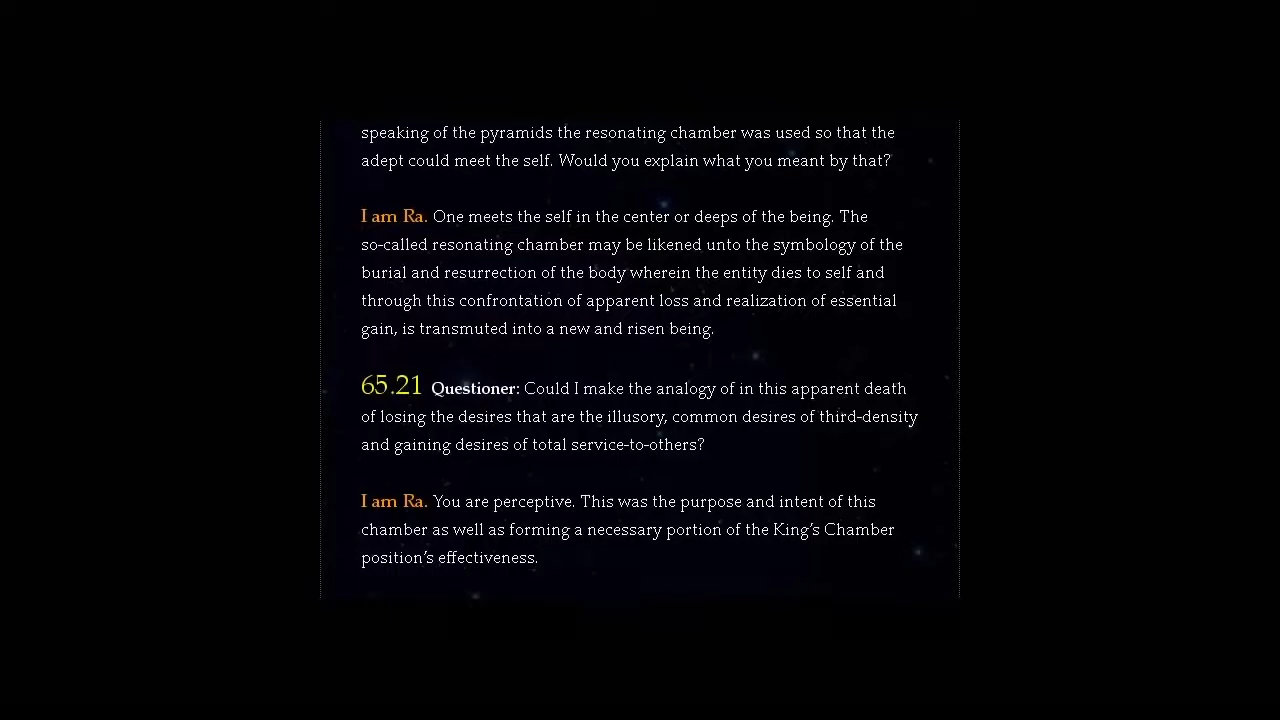 speaking of the pyramids the resonating chamber was used so that the
adept could meet the self. Would you explain what you meant by that?
I am Ra. One meets the self in the center or deeps of the being. The
so-called resonating chamber may be likened unto the symbology of the
burial and resurrection of the body wherein the entity dies to self and
through this confrontation of apparent loss and realization of essential
gain, is transmuted into a new and risen being.
65.21 Questioner: Could I make the analogy of in this apparent death
of losing the desires that are the illusory, common desires of third-density
and gaining desires of total service-to-others?
I am Ra. You are perceptive. This was the purpose and intent of this
chamber as well as forming a necessary portion of the King’s Chamber
position’s effectiveness.